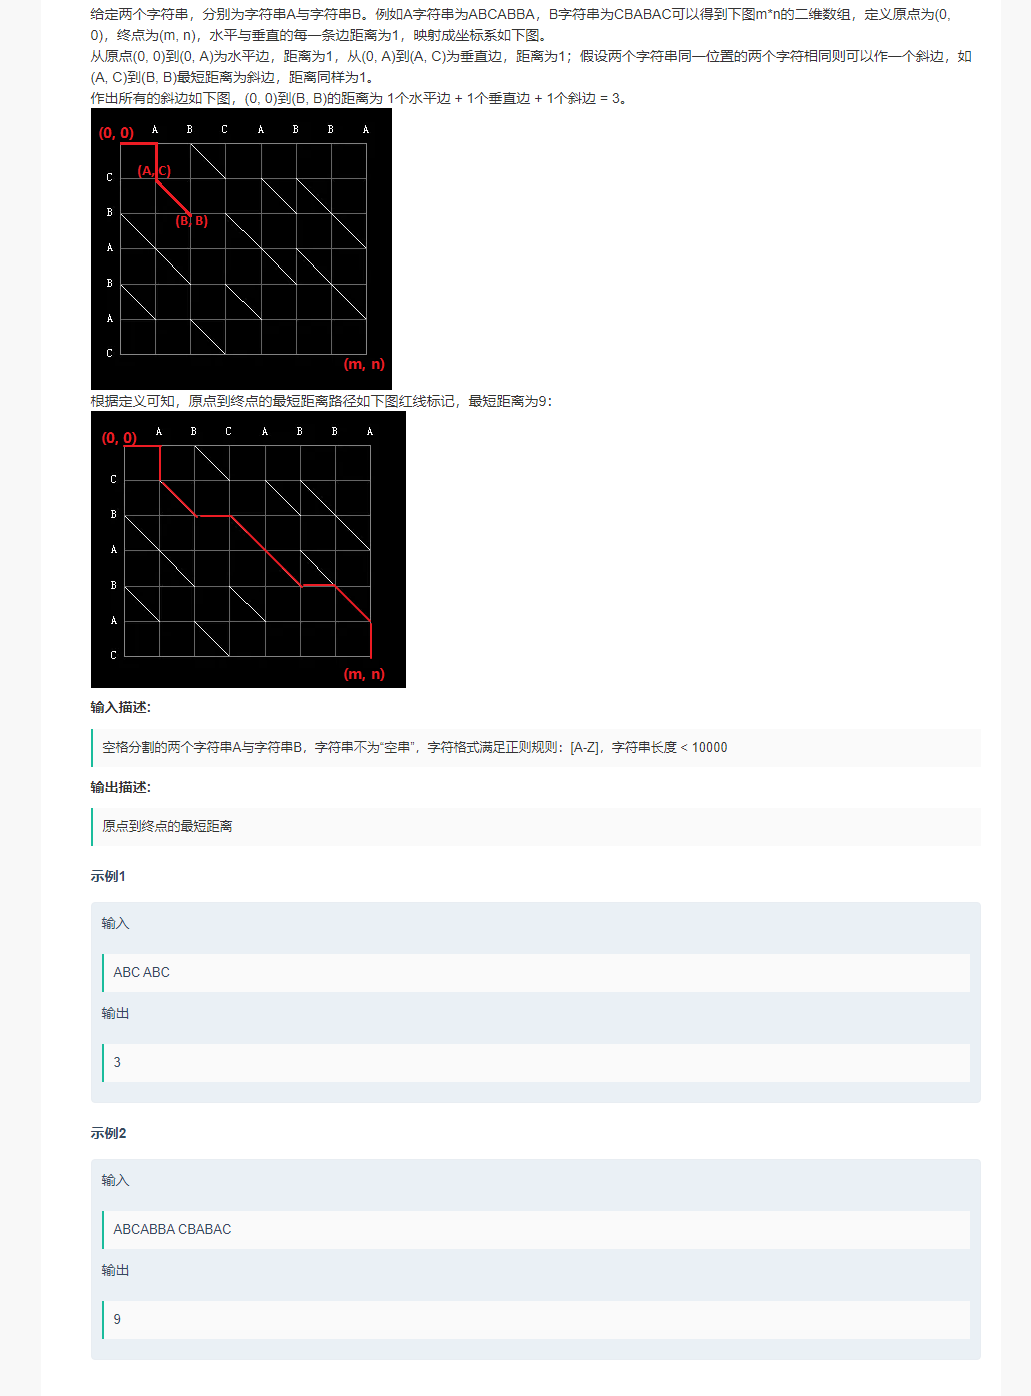 给定两个字符串，分别为字符串A与字符串B。例如A字符串为ABCABBA，B字符串为CBABAC可以得到下图m*n的二维数组，定义原点为(0,
0)，终点为(m, n)，水平与垂直的每一条边距离为1，映射成坐标系如下图。
从原点(0, 0)到(0, A)为水平边，距离为1，从(0, A)到(A, C)为垂直边，距离为1；假设两个字符串同一位置的两个字符相同则可以作一个斜边，如
(A, C)到(B, B)最短距离为斜边，距离同样为1。
作出所有的斜边如下图，(0, 0)到(B, B)的距离为 1个水平边 + 1个垂直边 + 1个斜边 = 3。
(0, 0) A B C A B B A
C (A, C)
B (B, B)
A
B
A
C
(m, n)
根据定义可知，原点到终点的最短距离路径如下图红线标记，最短距离为9：
(0, 0) A B C A B B A
C
B
A
B
A
C
(m, n)
输入描述:
空格分割的两个字符串A与字符串B，字符串不为“空串”，字符格式满足正则规则：[A-Z]，字符串长度 < 10000
输出描述:
原点到终点的最短距离
示例1
输入
ABC ABC
输出
3
示例2
输入
ABCABBA CBABAC
输出
9